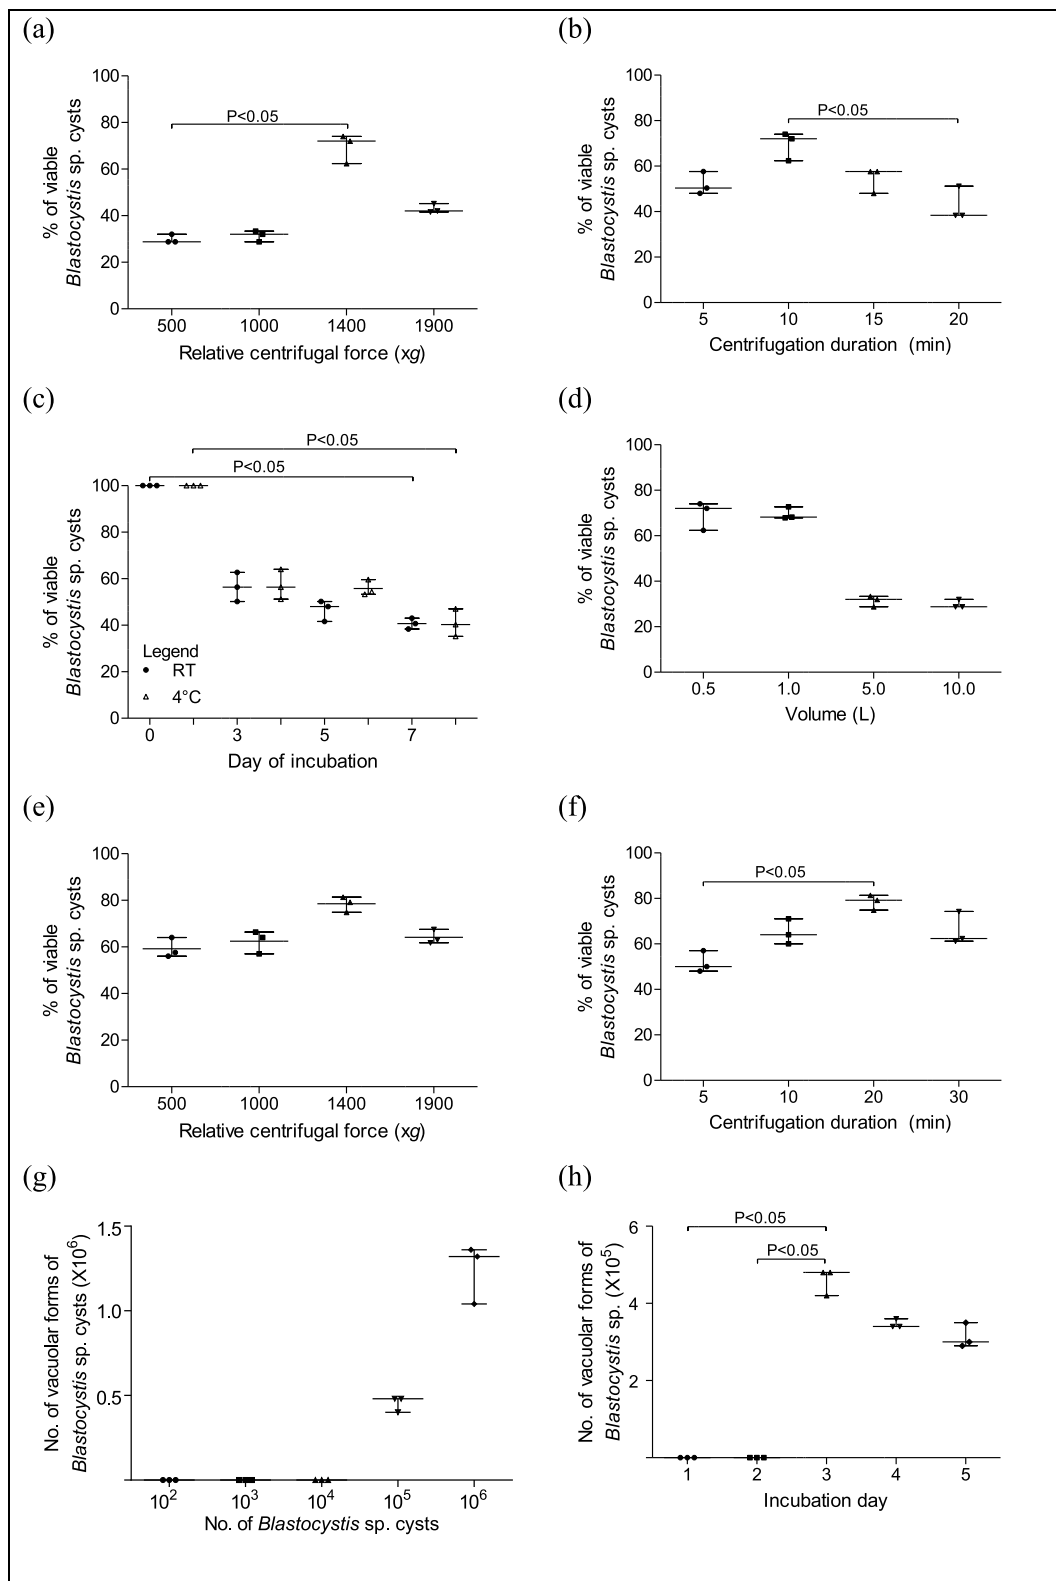 (a)
% of viable
Blastocystis sp. cysts
100
80
60
40
20
0
P<0.05
500 1000 1400 1900
Relative centrifugal force (xg)
(b)
% of viable
Blastocystis sp. cysts
100
80
60
40
20
0
P<0.05
5 10 15 20
Centrifugation duration (min)
(c)
% of viable
Blastocystis sp. cysts
P<0.05
P<0.05
100
80
60
40
20
0
Legend
RT
4°C
0 3 5 7
Day of incubation
(d)
% of viable
Blastocystis sp. cysts
100
80
60
40
20
0
0.5 1.0 5.0 10.0
Volume (L)
(e)
% of viable
Blastocystis sp. cysts
100
80
60
40
20
0
500 1000 1400 1900
Relative centrifugal force (xg)
(f)
% of viable
Blastocystis sp. cysts
100
80
60
40
20
0
P<0.05
5 10 20 30
Centrifugation duration (min)
(g)
No. of vacuolar forms of
Blastocystis sp. cysts (X10⁶)
1.5
1.0
0.5
10² 10³ 10⁴ 10⁵ 10⁶
No. of Blastocystis sp. cysts
(h)
No. of vacuolar forms of
Blastocystis sp. (X10⁵)
6
4
2
P<0.05
P<0.05
1 2 3 4 5
Incubation day